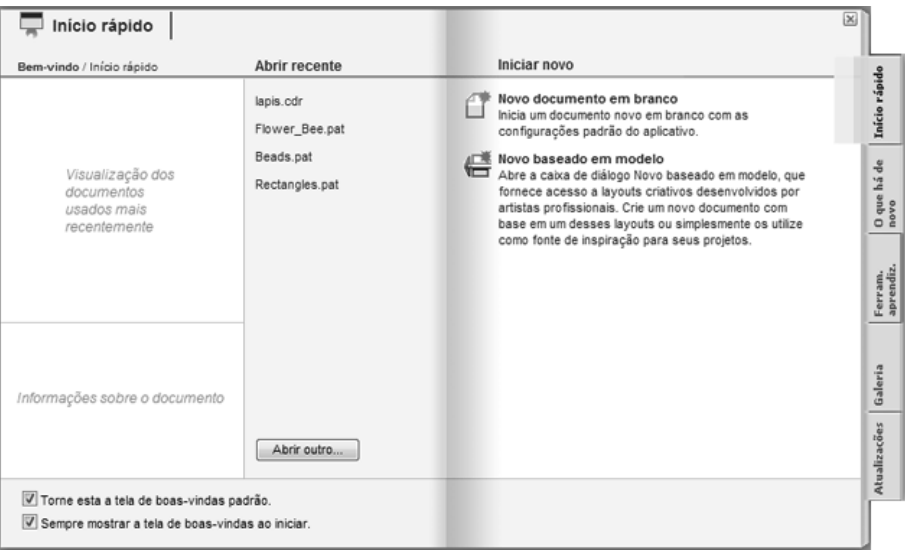 Início rápido
Bem-vindo / Início rápido
Abrir recente
Iniciar novo
Visualização dos
documentos
usados mais
recentemente
Informações sobre o documento
lapis.cdr
Flower_Bee.pat
Beads.pat
Rectangles.pat
Abrir outro...
Novo documento em branco
Inicia um documento novo em branco com as
configurações padrão do aplicativo.
Novo baseado em modelo
Abre a caixa de diálogo Novo baseado em modelo, que
fornece acesso a layouts criativos desenvolvidos por
artistas profissionais. Crie um novo documento com
base em um desses layouts ou simplesmente os utilize
como fonte de inspiração para seus projetos.
Início rápido
O que há de
novo
Ferram.
aprendiz.
Galeria
Atualizações
Torne esta a tela de boas-vindas padrão.
Sempre mostrar a tela de boas-vindas ao iniciar.